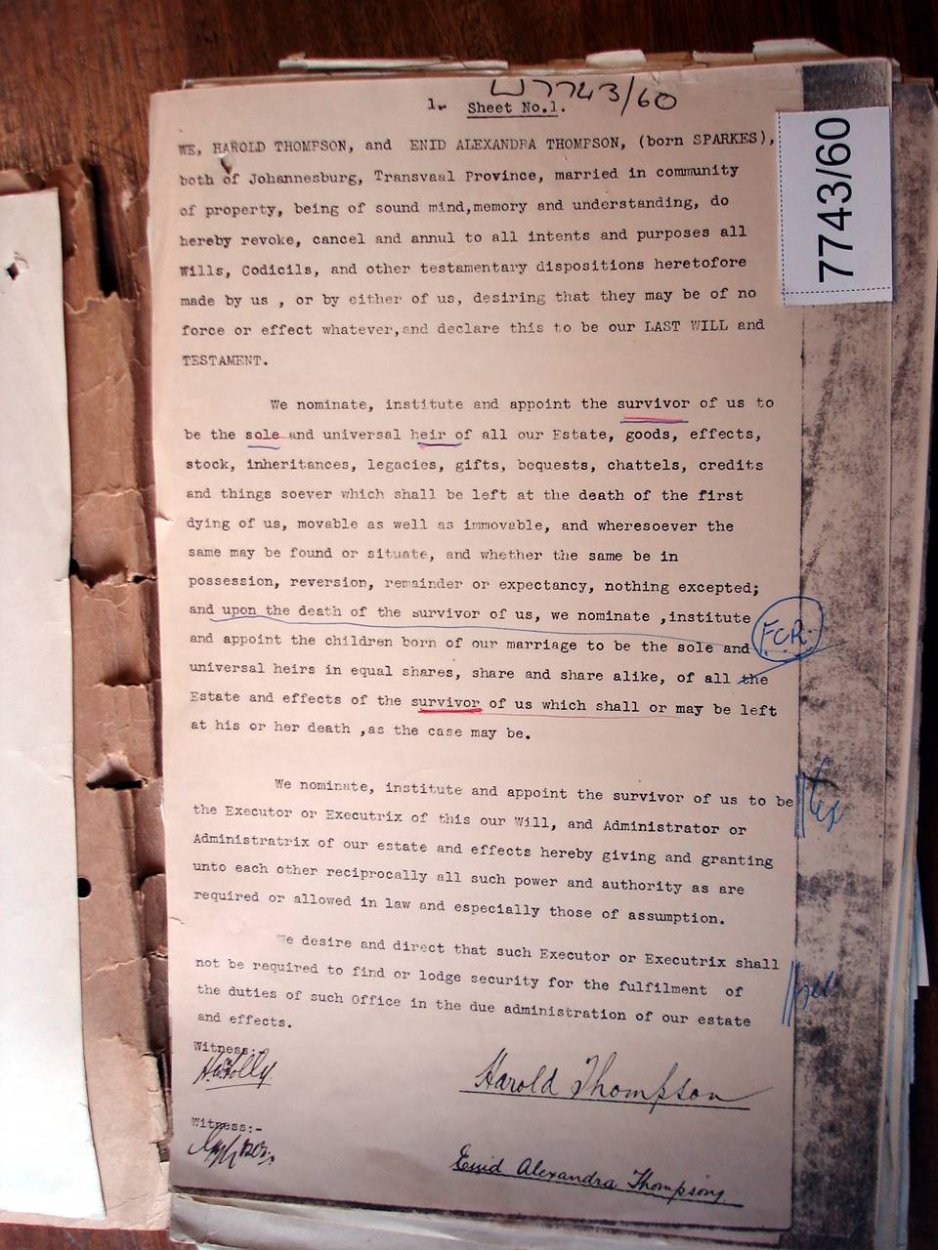 W7743/60
1. Sheet No.1.
7743/60
WE, HAROLD THOMPSON, and ENID ALEXANDRA THOMPSON, (born SPARKES),
both of Johannesburg, Transvaal Province, married in community
of property, being of sound mind,memory and understanding, do
hereby revoke, cancel and annul to all intents and purposes all
Wills, Codicils, and other testamentary dispositions heretofore
made by us , or by either of us, desiring that they may be of no
force or effect whatever,and declare this to be our LAST WILL and
TESTAMENT.
We nominate, institute and appoint the survivor of us to
be the sole and universal heir of all our Estate, goods, effects,
stock, inheritances, legacies, gifts, bequests, chattels, credits
and things soever which shall be left at the death of the first
dying of us, movable as well as immovable, and wheresoever the
same may be found or situate, and whether the same be in
possession, reversion, remainder or expectancy, nothing excepted;
and upon the death of the survivor of us, we nominate ,institute
F.C.R.
and appoint the children born of our marriage to be the sole and
universal heirs in equal shares, share and share alike, of all the
Estate and effects of the survivor of us which shall or may be left
at his or her death ,as the case may be.
We nominate, institute and appoint the survivor of us to be
the Executor or Executrix of this our Will, and Administrator or
Administratrix of our estate and effects hereby giving and granting
unto each other reciprocally all such power and authority as are
required or allowed in law and especially those of assumption.
We desire and direct that such Executor or Executrix shall
not be required to find or lodge security for the fulfilment of
the duties of such Office in the due administration of our estate
and effects.
Witness:-
Harold Thompson
Witness:-
Enid Alexandra Thompson